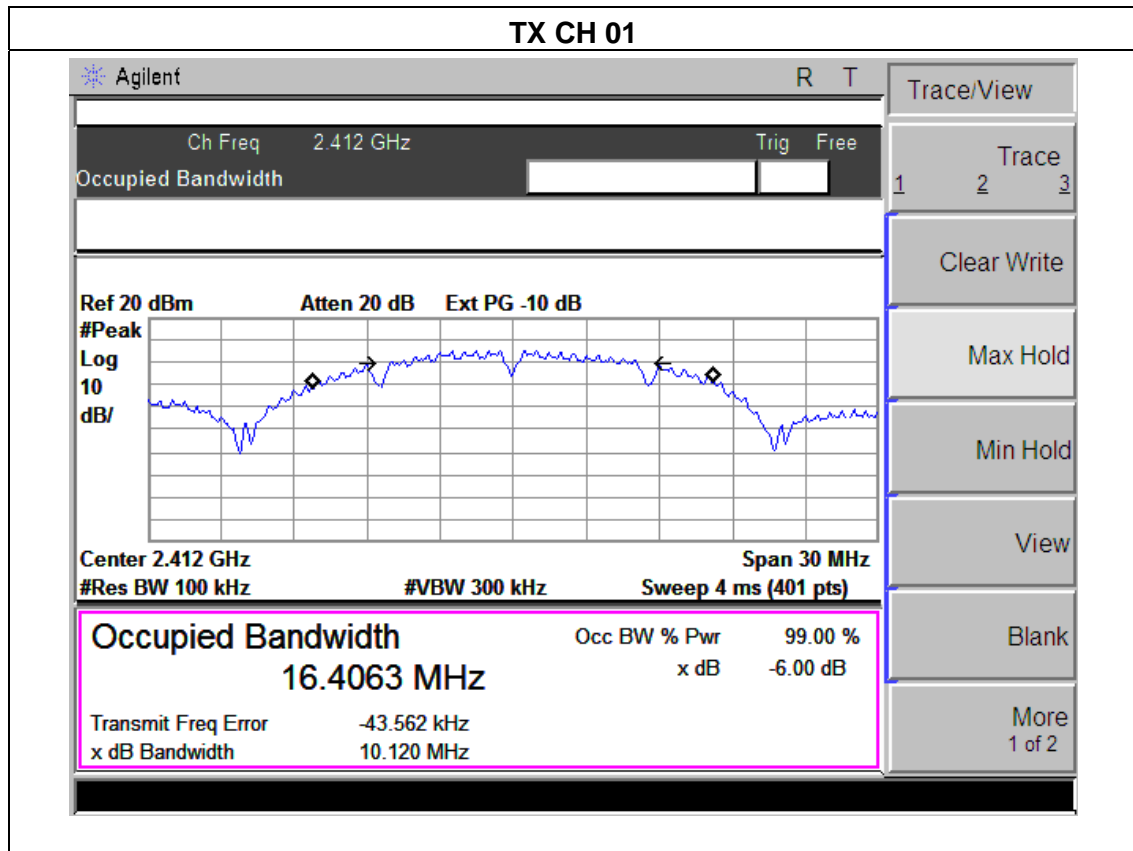 TX CH 01
Agilent R T
Trace/View
Ch Freq 2.412 GHz Trig Free
Occupied Bandwidth
Trace
1 2 3
Clear Write
Ref 20 dBm Atten 20 dB Ext PG -10 dB
#Peak
Log
10
dB/
Max Hold
Min Hold
View
Center 2.412 GHz Span 30 MHz
#Res BW 100 kHz #VBW 300 kHz Sweep 4 ms (401 pts)
Occupied Bandwidth Occ BW % Pwr 99.00 %
16.4063 MHz x dB -6.00 dB
Blank
Transmit Freq Error -43.562 kHz
x dB Bandwidth 10.120 MHz
More
1 of 2